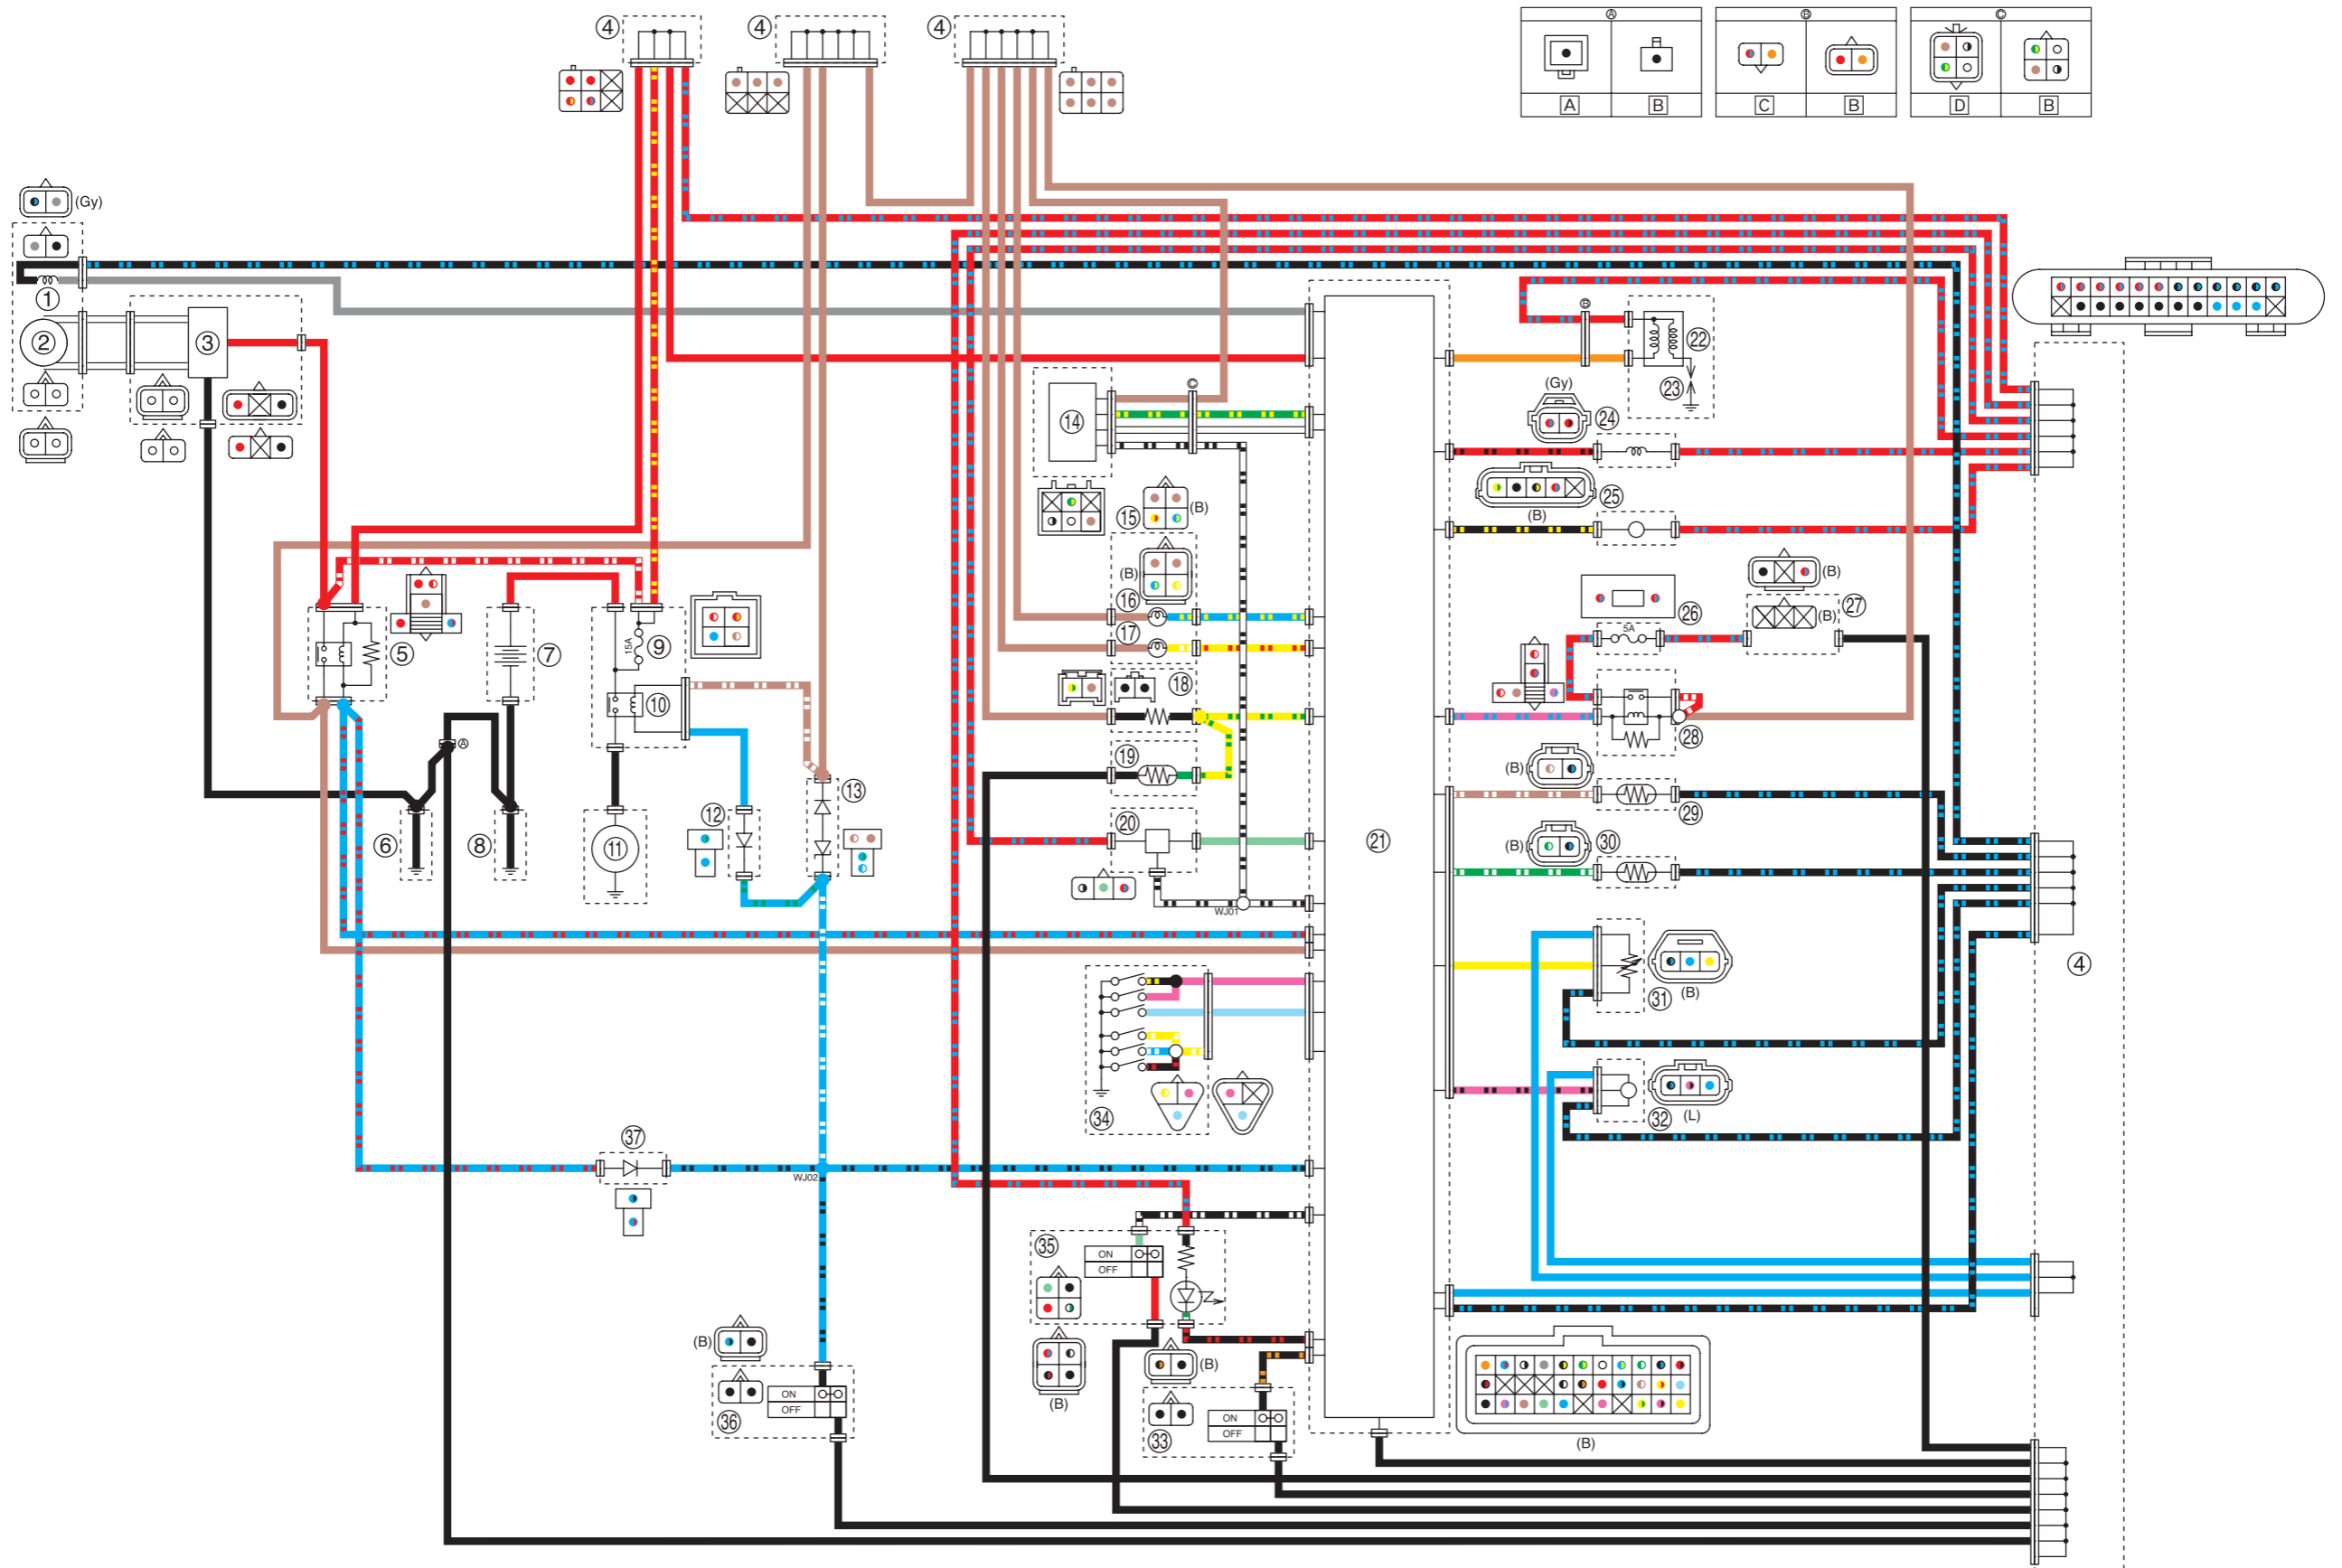 ④ ④ ④
Ⓐ Ⓑ Ⓒ
A B C B D B
(Gy)
①
②
③
Ⓑ
㉒
㉓
Ⓒ
⑭
(Gy)
㉔
㉕
(B)
⑮ (B)
(B)
⑯
⑰
⑱
⑲
⑳
㉑
5A
㉖
(B)
(B) ㉗
㉘
(B)
㉙
(B)
㉚
⑤
⑦
15A
⑨
⑩
Ⓐ
⑥
⑧
⑪
⑫
⑬
WJ01
㉛
(B)
㉜
(L)
④
㉞
㊲
WJ02
㉟
ON
OFF
(B)
(B)
(B)
㊱
ON
OFF
㉝
ON
OFF
(B)